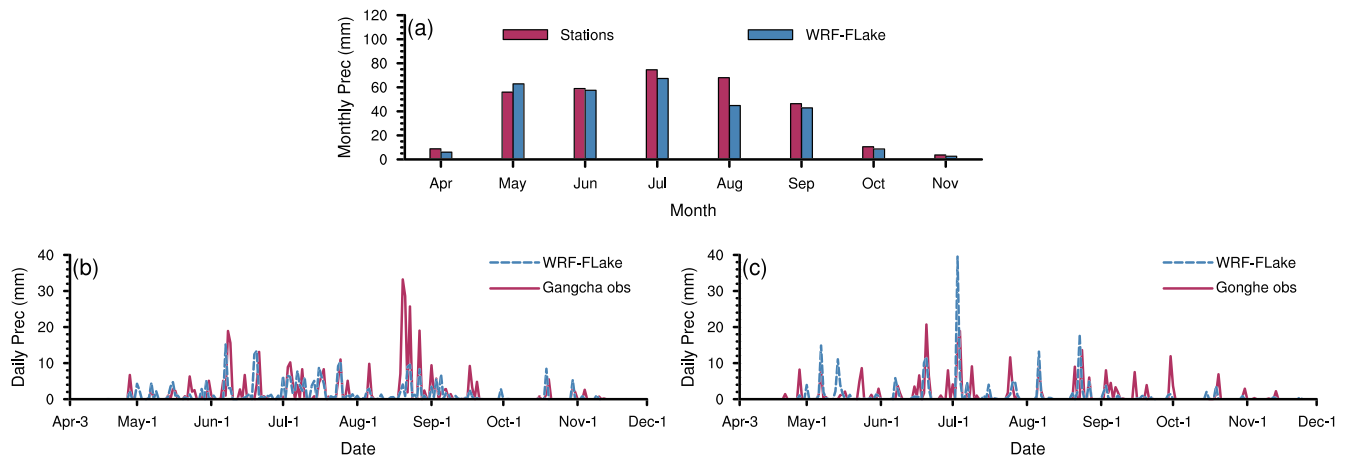 (a)
Stations
WRF-FLake
Monthly Prec (mm)
120
100
80
60
40
20
0
Apr May Jun Jul Aug Sep Oct Nov
Month
(b)
WRF-FLake
Gangcha obs
Daily Prec (mm)
40
30
20
10
0
Apr-3 May-1 Jun-1 Jul-1 Aug-1 Sep-1 Oct-1 Nov-1 Dec-1
Date
(c)
WRF-FLake
Gonghe obs
Daily Prec (mm)
40
30
20
10
0
Apr-3 May-1 Jun-1 Jul-1 Aug-1 Sep-1 Oct-1 Nov-1 Dec-1
Date